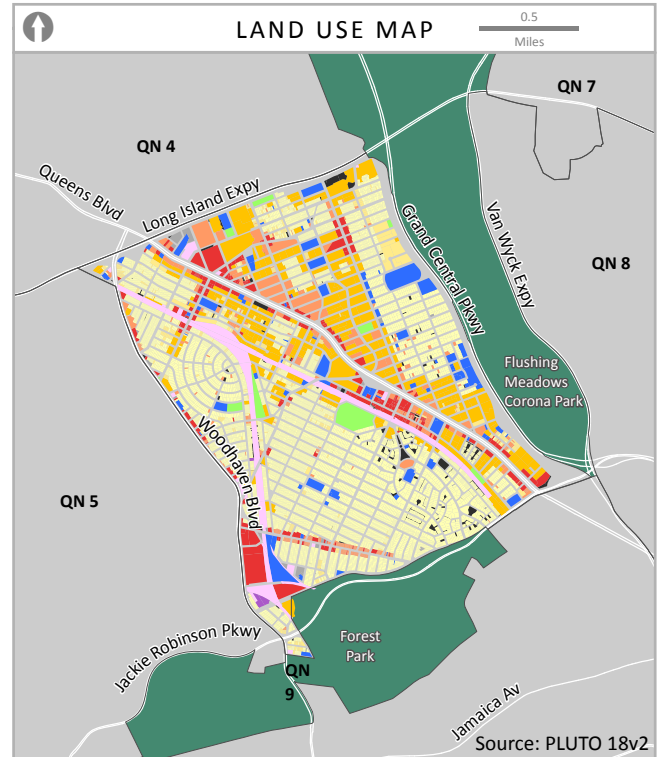 LAND USE MAP
0.5
Miles
QN 7
QN 4
Queens Blvd
Long Island Expy
Grand Central Pkwy
Van Wyck Expy
QN 8
Flushing
Meadows
Corona Park
Woodhaven Blvd
QN 5
Jackie Robinson Pkwy
Forest
Park
QN
9
Jamaica Av
Source: PLUTO 18v2